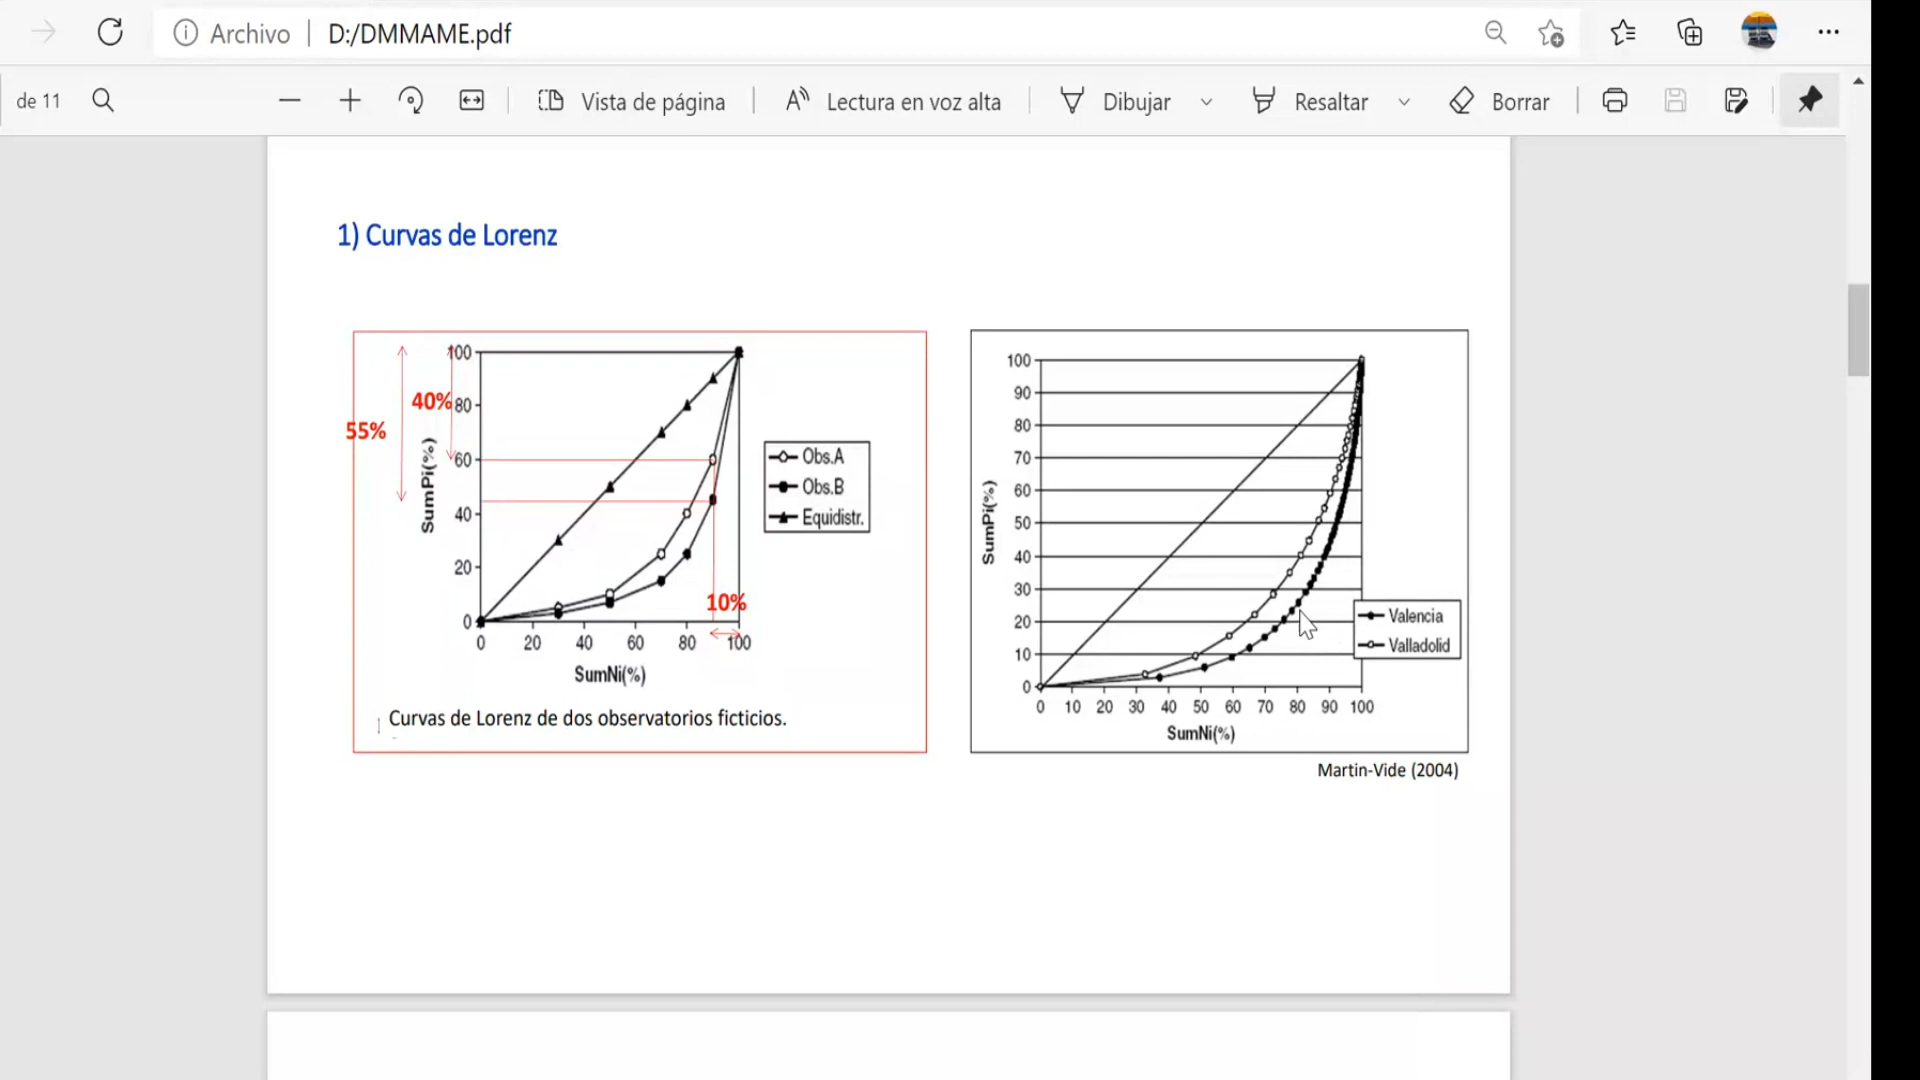 Archivo | D:/DMMAME.pdf
de 11
Vista de página
Lectura en voz alta
Dibujar
Resaltar
Borrar
1) Curvas de Lorenz
100
80
60
40
20
0
SumPi(%)
40%
55%
10%
0 20 40 60 80 100
SumNi(%)
Obs.A
Obs.B
Equidistr.
Curvas de Lorenz de dos observatorios ficticios.
100
90
80
70
60
50
40
30
20
10
0
SumPi(%)
0 10 20 30 40 50 60 70 80 90 100
SumNi(%)
Valencia
Valladolid
Martin-Vide (2004)